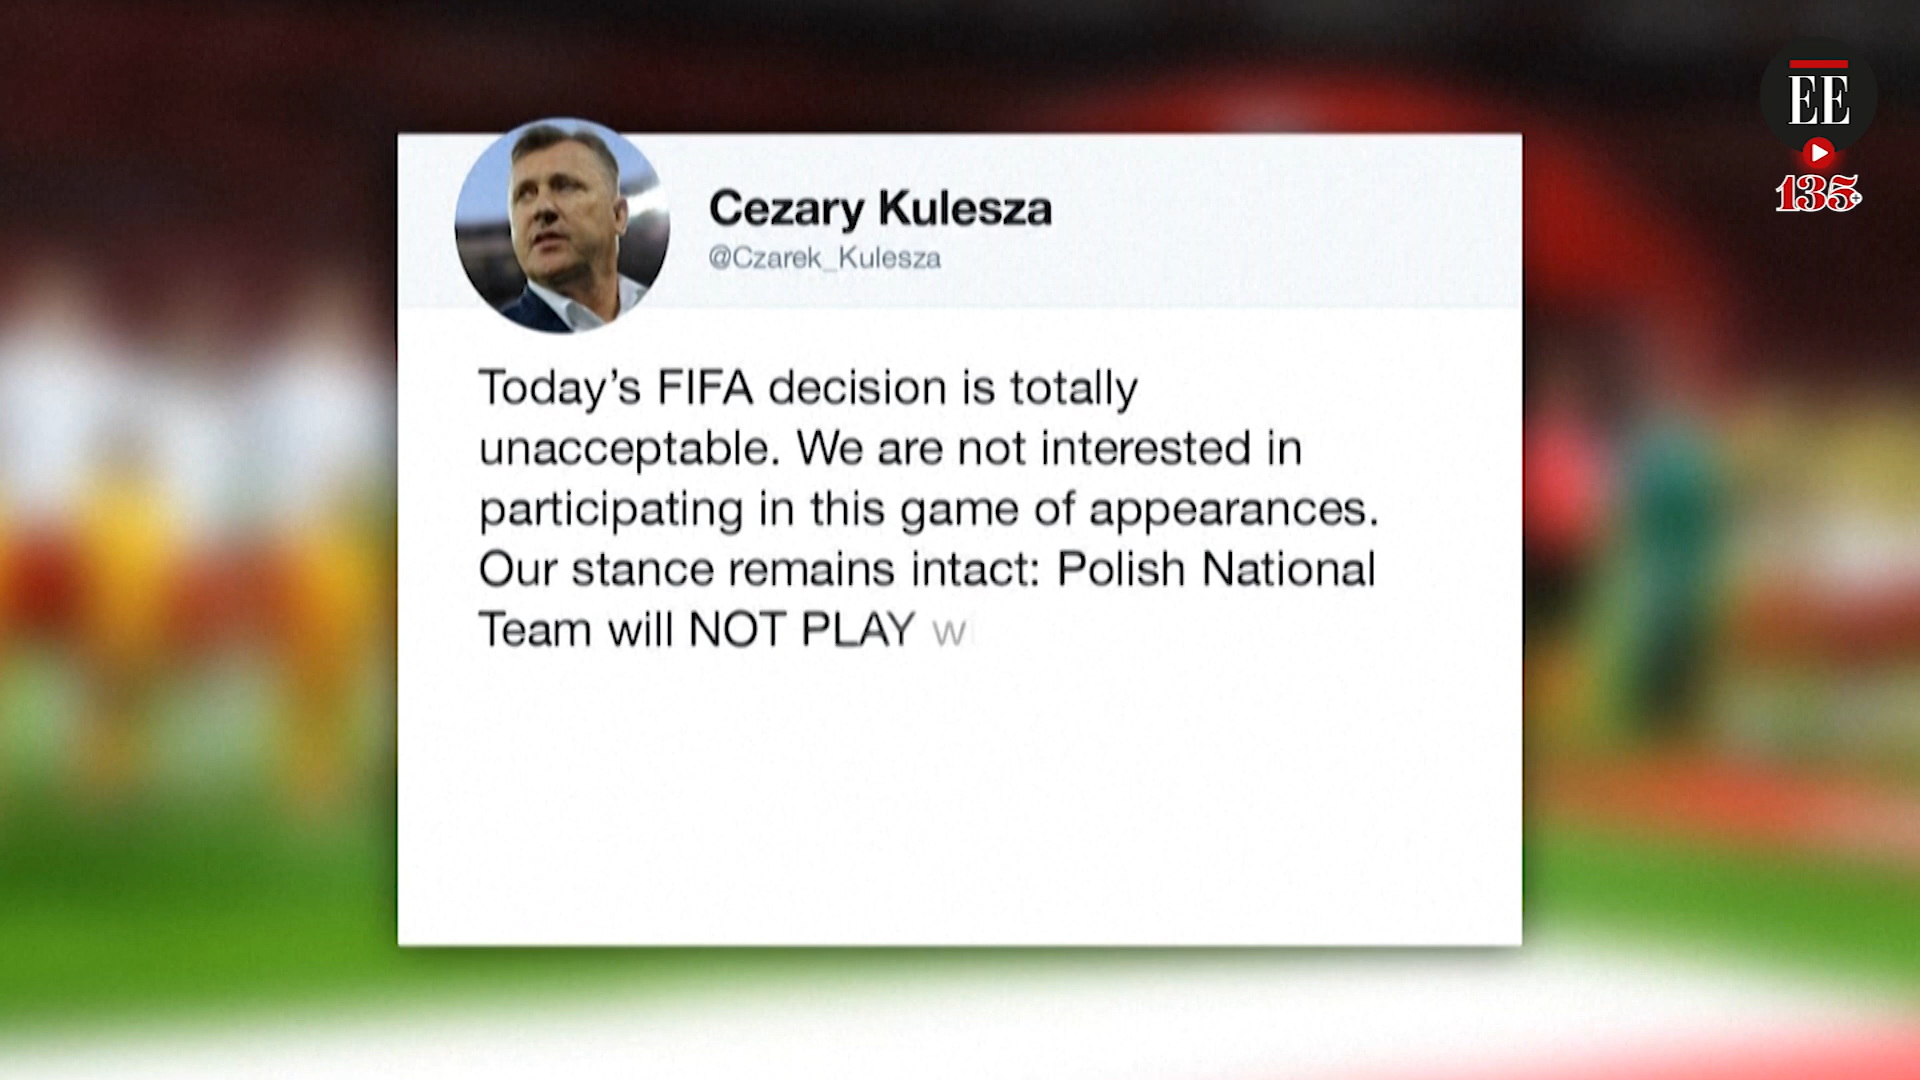 EE
135+
Cezary Kulesza
@Czarek_Kulesza
Today’s FIFA decision is totally
unacceptable. We are not interested in
participating in this game of appearances.
Our stance remains intact: Polish National
Team will NOT PLAY w